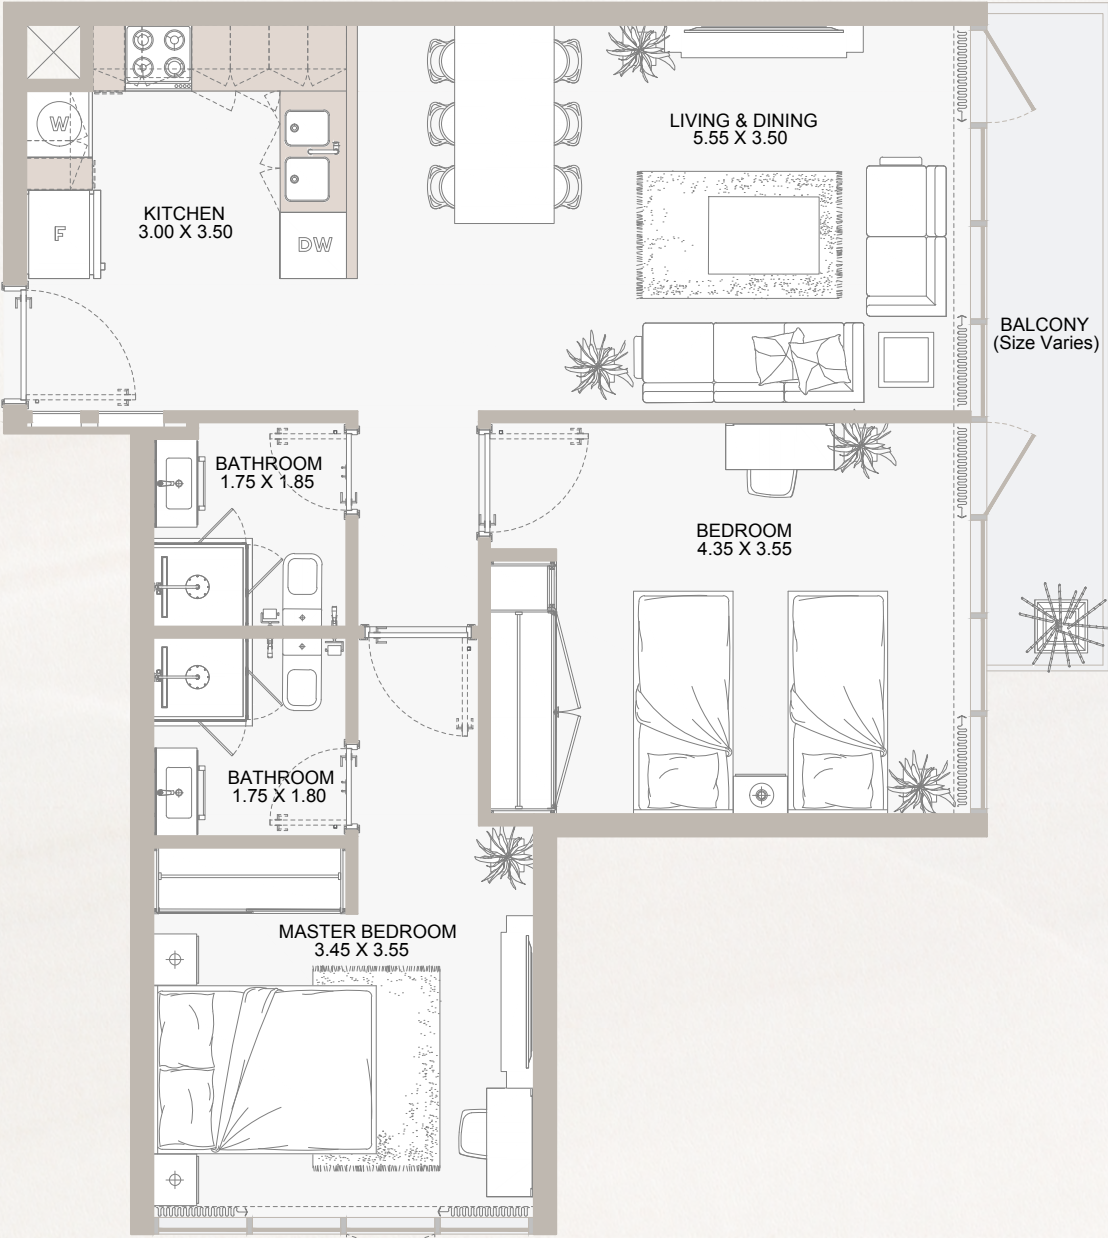 LIVING & DINING
5.55 X 3.50
W
KITCHEN
3.00 X 3.50
F
DW
BALCONY
(Size Varies)
BATHROOM
1.75 X 1.85
BEDROOM
4.35 X 3.55
BATHROOM
1.75 X 1.80
MASTER BEDROOM
3.45 X 3.55